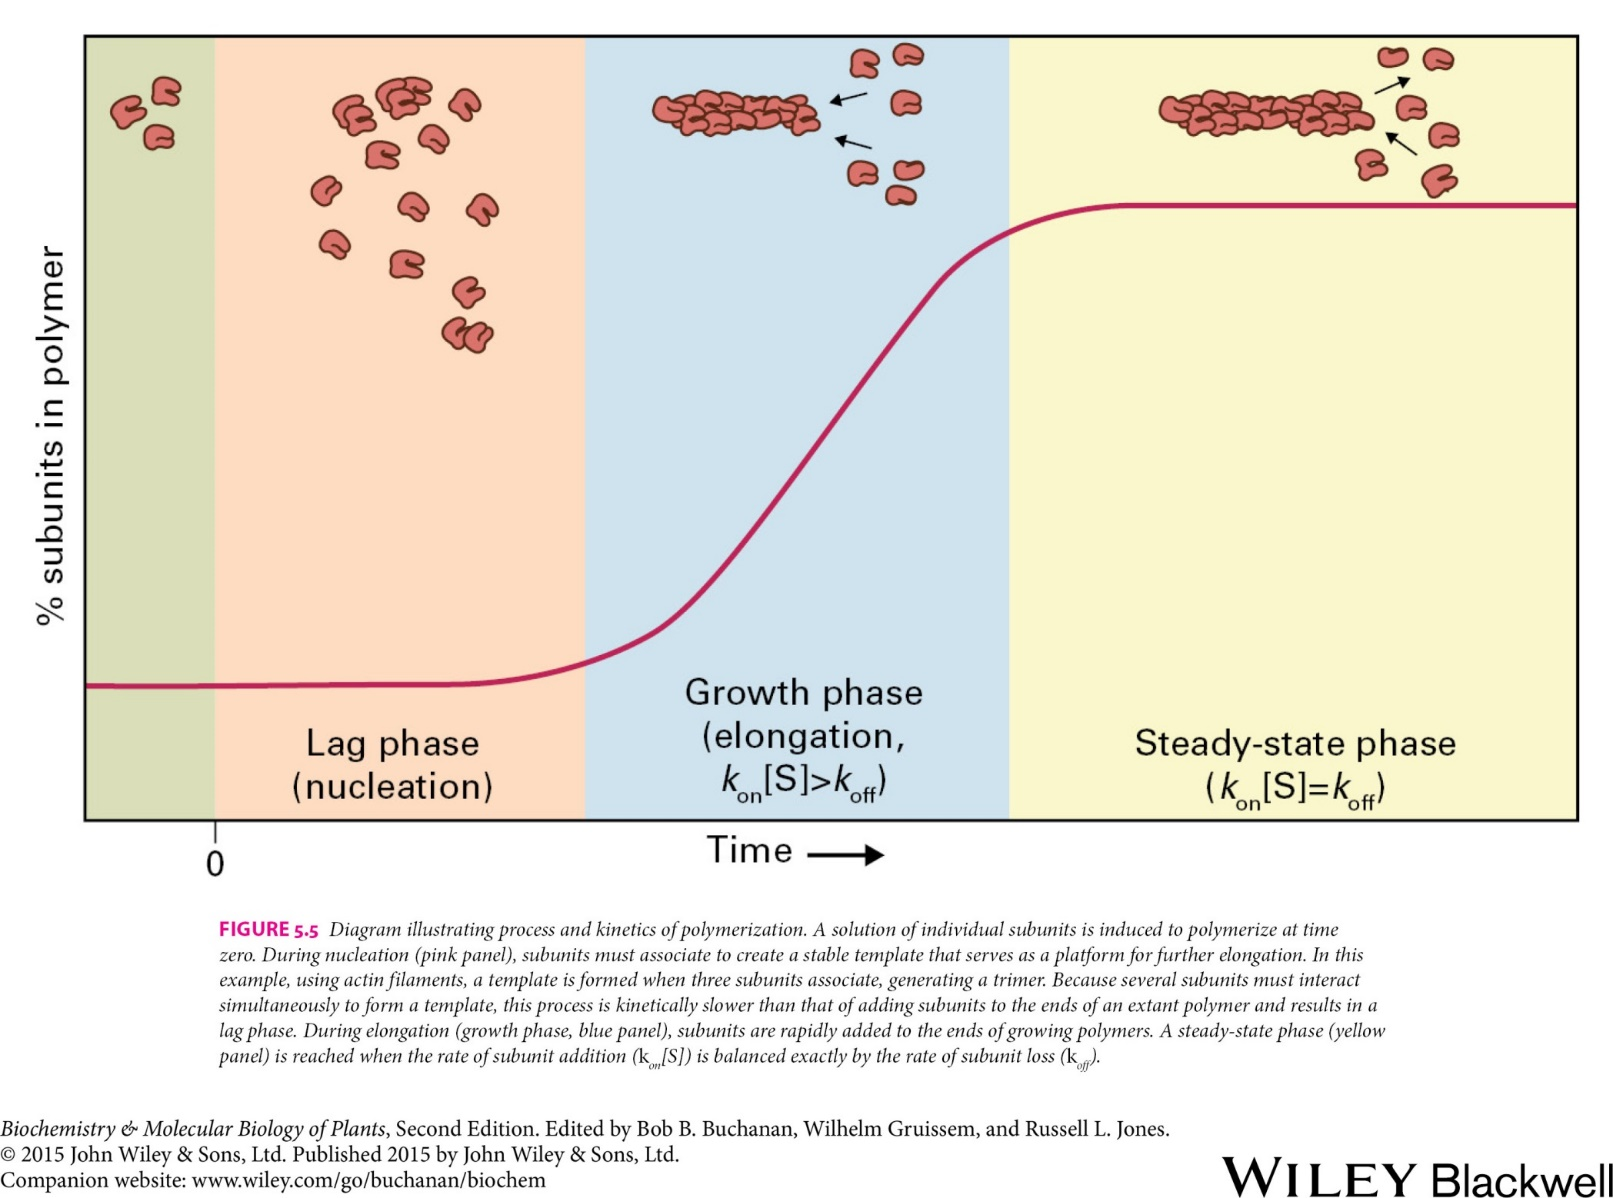 % subunits in polymer
Lag phase
(nucleation)
Growth phase
(elongation,
kon[S]>koff)
Steady-state phase
(kon[S]=koff)
0
Time
FIGURE 5.5 Diagram illustrating process and kinetics of polymerization. A solution of individual subunits is induced to polymerize at time
zero. During nucleation (pink panel), subunits must associate to create a stable template that serves as a platform for further elongation. In this
example, using actin filaments, a template is formed when three subunits associate, generating a trimer. Because several subunits must interact
simultaneously to form a template, this process is kinetically slower than that of adding subunits to the ends of an extant polymer and results in a
lag phase. During elongation (growth phase, blue panel), subunits are rapidly added to the ends of growing polymers. A steady-state phase (yellow
panel) is reached when the rate of subunit addition (kon[S]) is balanced exactly by the rate of subunit loss (koff).
Biochemistry & Molecular Biology of Plants, Second Edition. Edited by Bob B. Buchanan, Wilhelm Gruissem, and Russell L. Jones.
© 2015 John Wiley & Sons, Ltd. Published 2015 by John Wiley & Sons, Ltd.
Companion website: www.wiley.com/go/buchanan/biochem
WILEY Blackwell